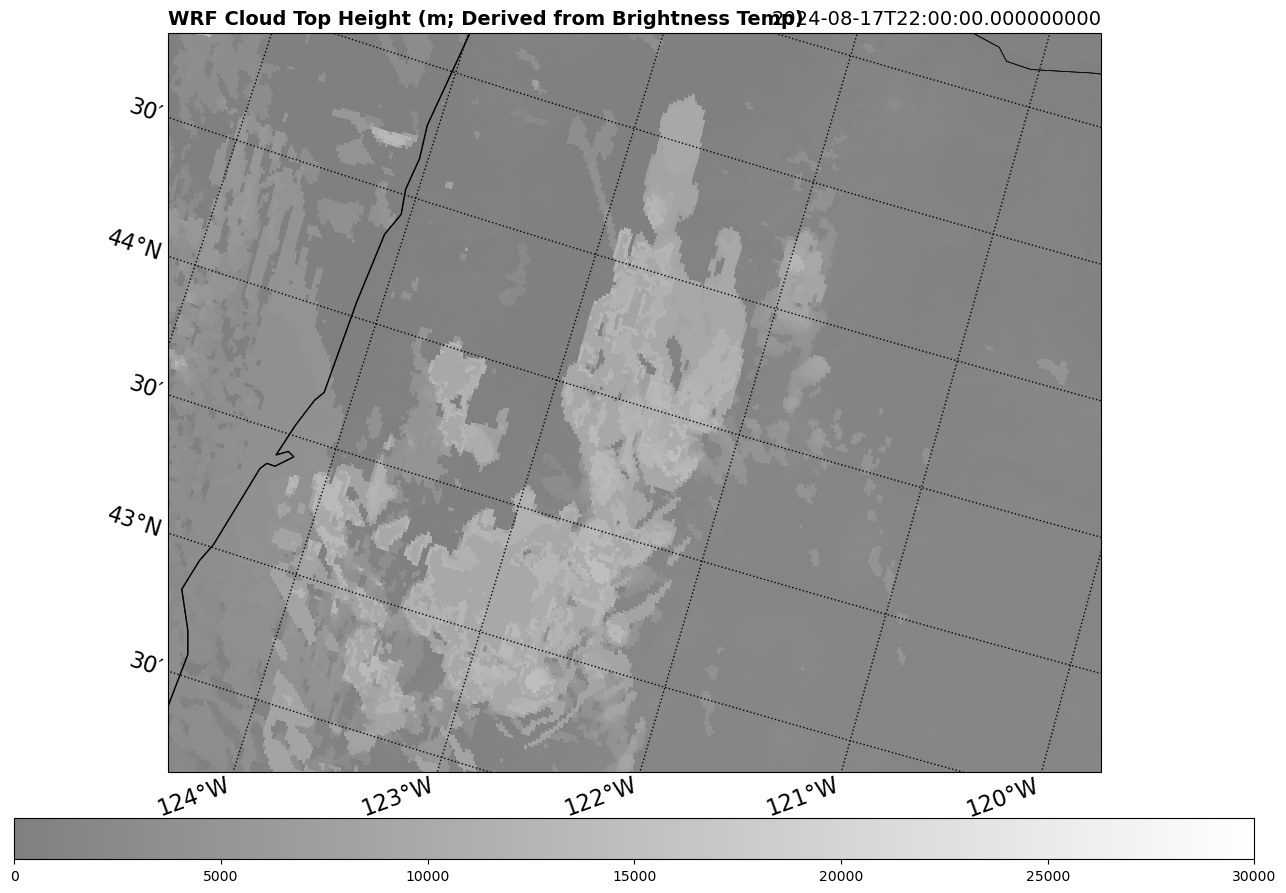 WRF Cloud Top Height (m; Derived from Brightness Temp)
2024-08-17T22:00:00.000000000
30′
44°N
30′
43°N
30′
124°W 123°W 122°W 121°W 120°W
0 5000 10000 15000 20000 25000 30000